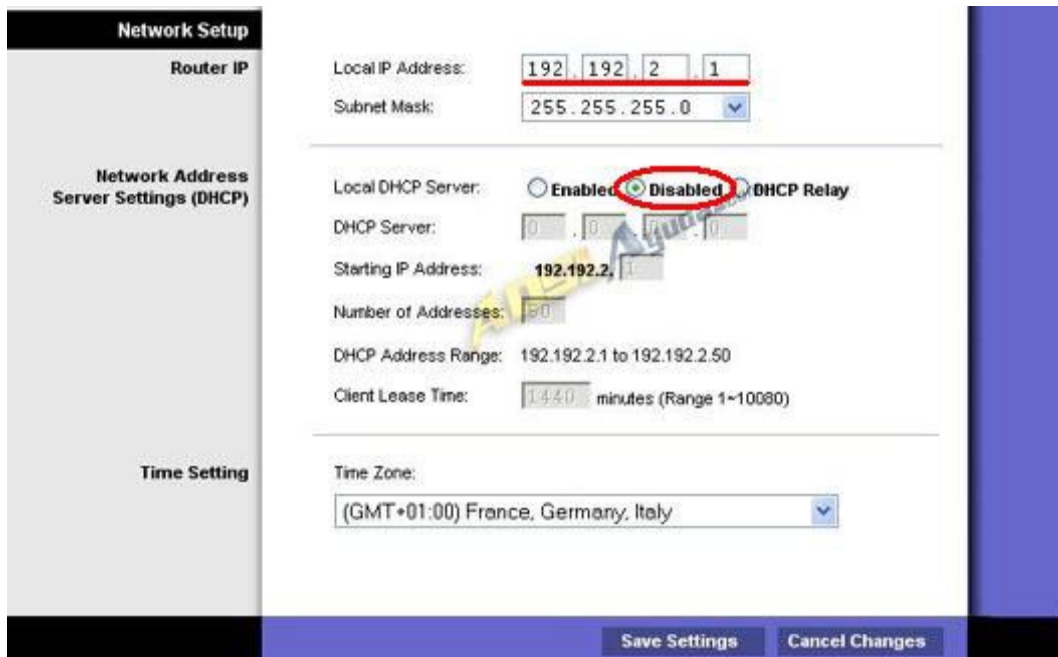 Network Setup
Router IP
Local IP Address: 192 . 192 . 2 . 1
Subnet Mask: 255.255.255.0
Network Address
Server Settings (DHCP)
Local DHCP Server: Enabled Disabled DHCP Relay
DHCP Server: 0 . 0 . 0 . 0
Starting IP Address: 192.192.2. 1
Number of Addresses: 50
DHCP Address Range: 192.192.2.1 to 192.192.2.50
Client Lease Time: 1440 minutes (Range 1~10080)
Time Setting
Time Zone:
(GMT+01:00) France, Germany, Italy
Save Settings Cancel Changes